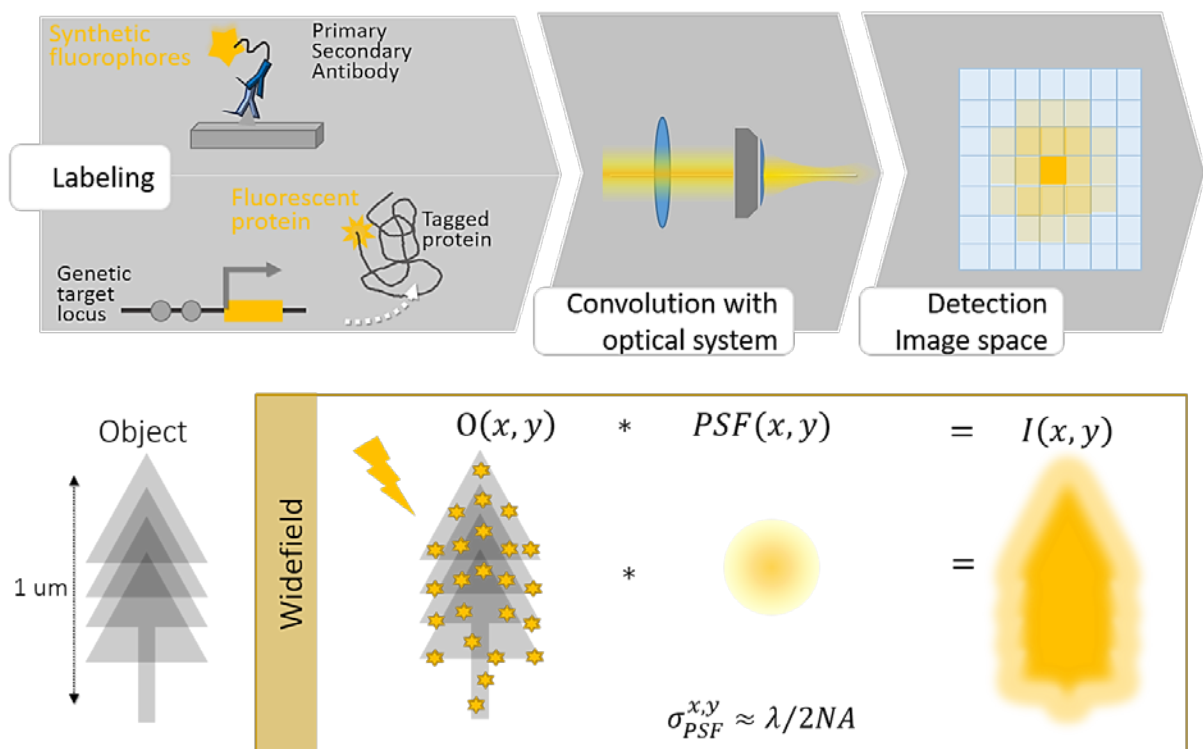 Synthetic
fluorophores
Primary
Secondary
Antibody
Labeling
Fluorescent
protein
Tagged
protein
Genetic
target
locus
Convolution with
optical system
Detection
Image space
Object
1 um
Widefield
O(x, y) * PSF(x, y) = I(x, y)
* =
σ_{PSF}^{x,y} ≈ λ/2NA